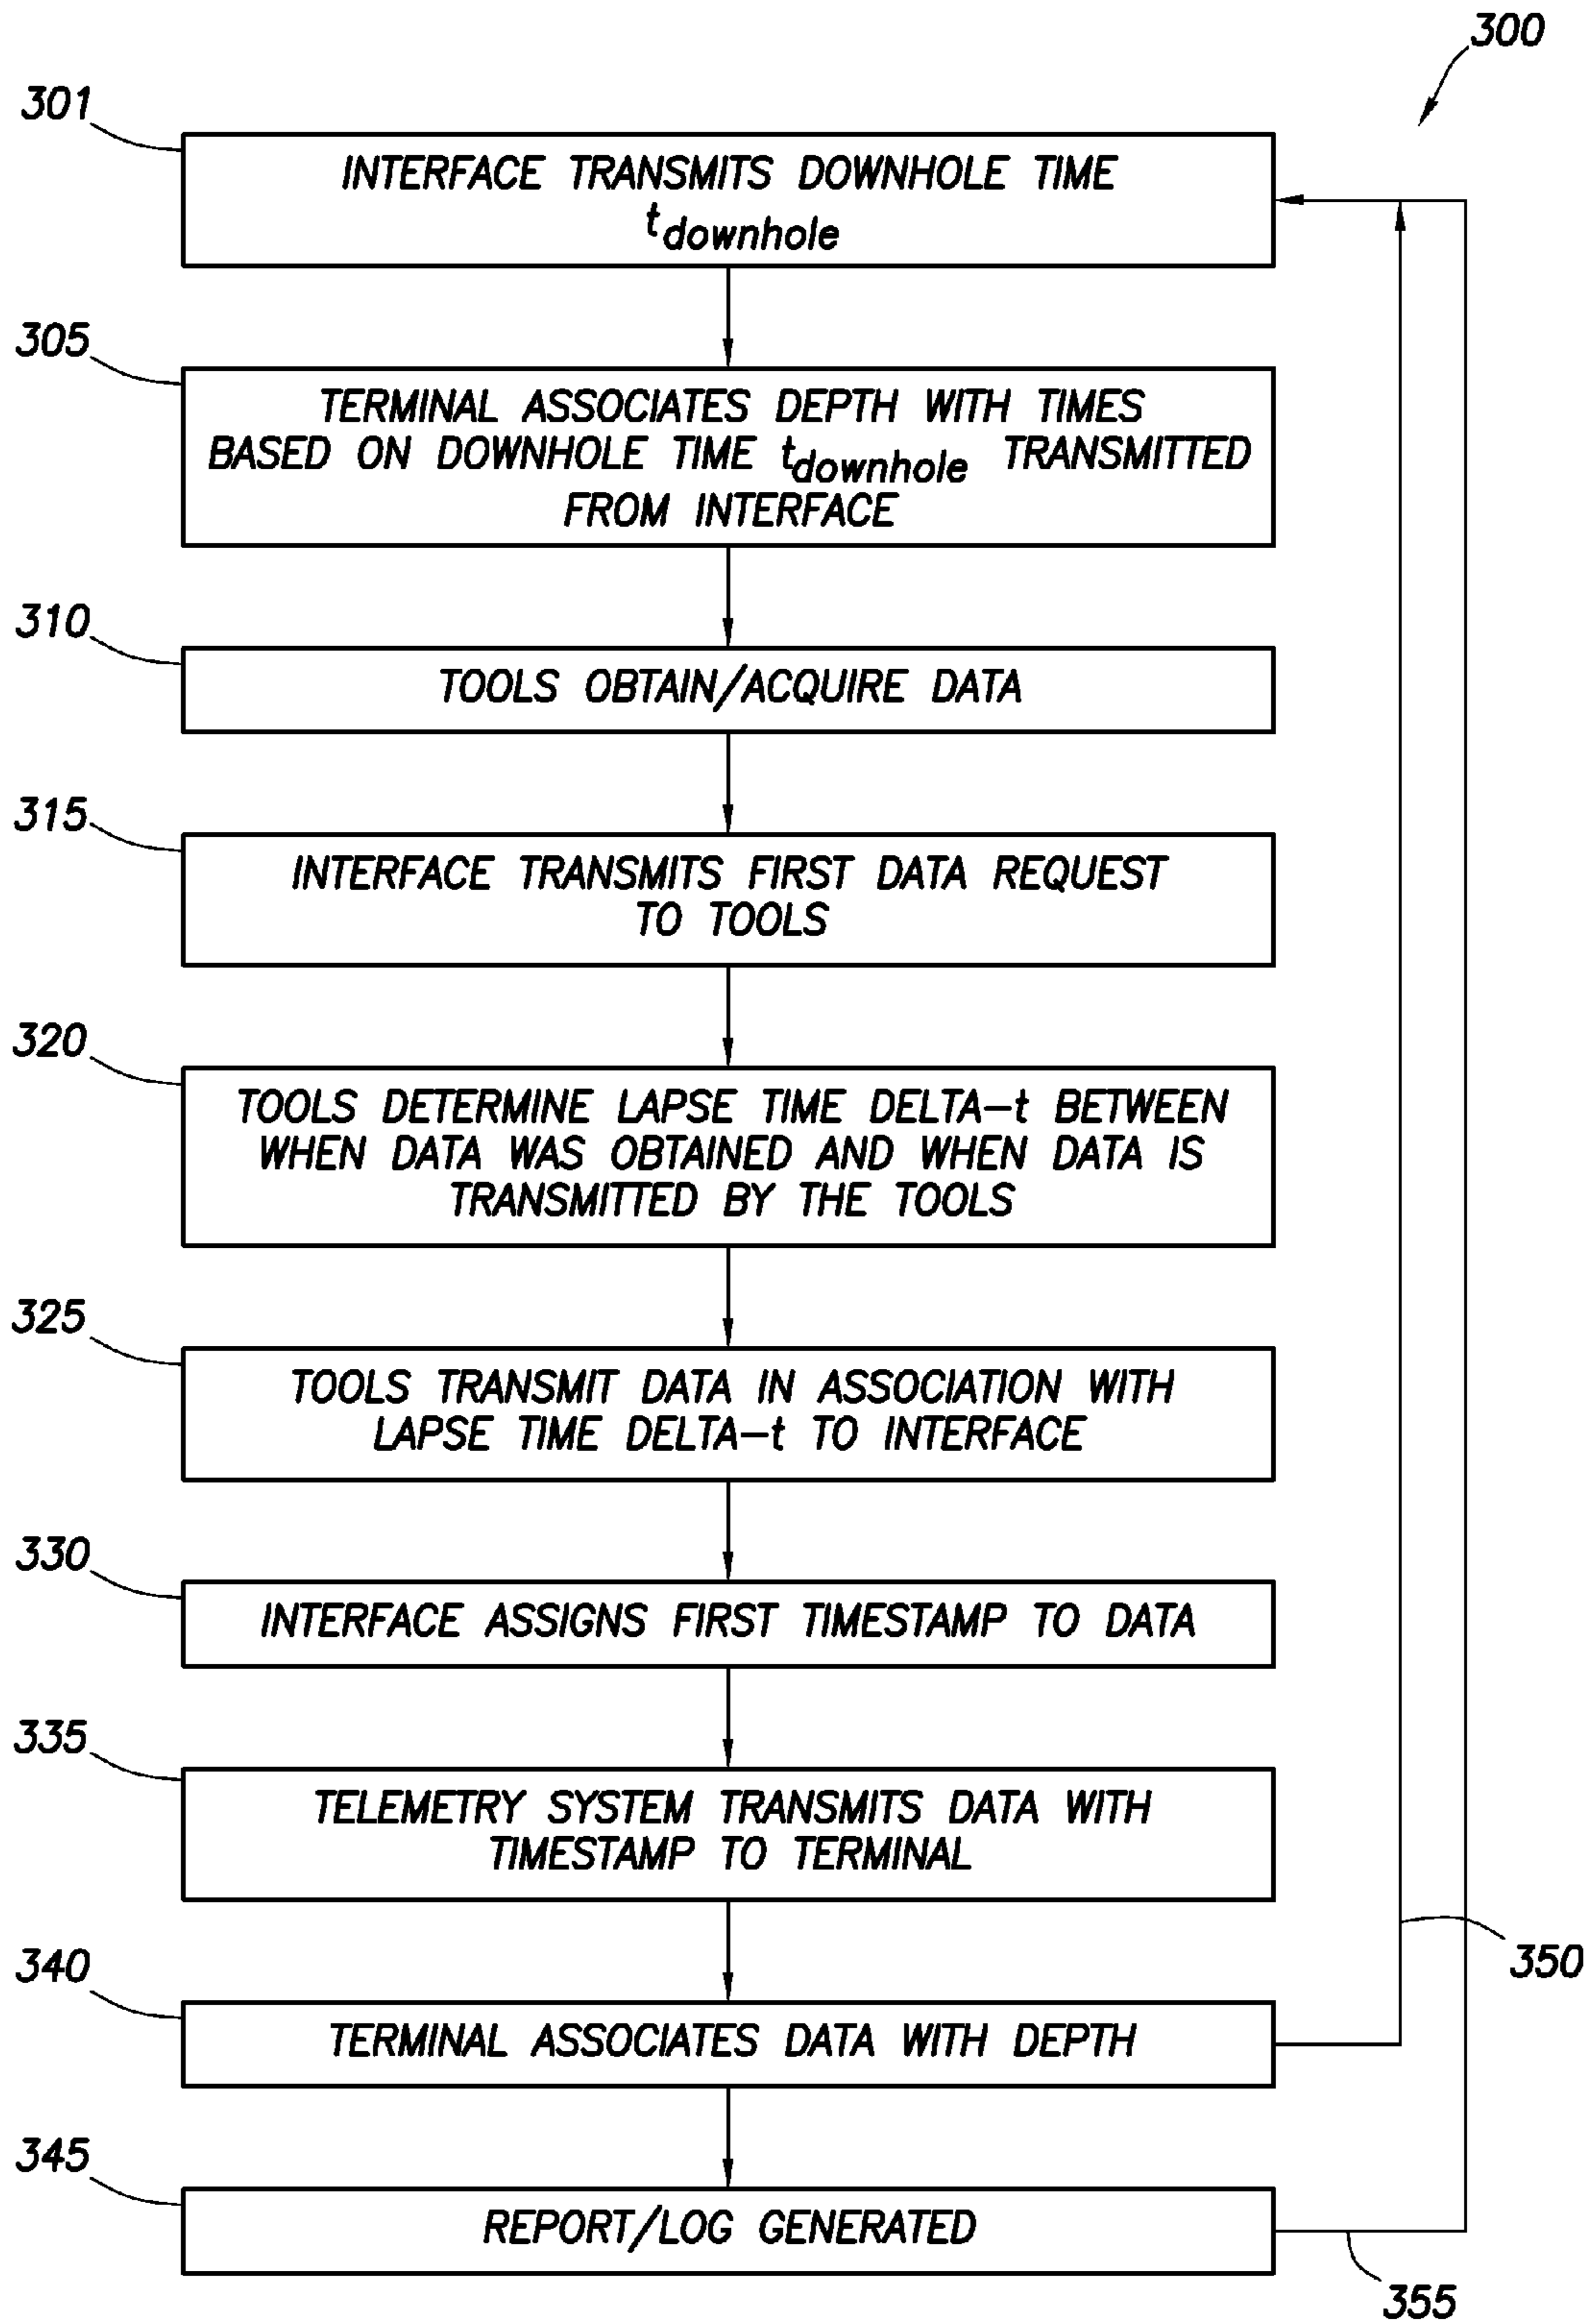 300
301
INTERFACE TRANSMITS DOWNHOLE TIME
tdownhole
305
TERMINAL ASSOCIATES DEPTH WITH TIMES
BASED ON DOWNHOLE TIME tdownhole TRANSMITTED
FROM INTERFACE
310
TOOLS OBTAIN/ACQUIRE DATA
315
INTERFACE TRANSMITS FIRST DATA REQUEST
TO TOOLS
320
TOOLS DETERMINE LAPSE TIME DELTA-t BETWEEN
WHEN DATA WAS OBTAINED AND WHEN DATA IS
TRANSMITTED BY THE TOOLS
325
TOOLS TRANSMIT DATA IN ASSOCIATION WITH
LAPSE TIME DELTA-t TO INTERFACE
330
INTERFACE ASSIGNS FIRST TIMESTAMP TO DATA
335
TELEMETRY SYSTEM TRANSMITS DATA WITH
TIMESTAMP TO TERMINAL
340
TERMINAL ASSOCIATES DATA WITH DEPTH
350
345
REPORT/LOG GENERATED
355